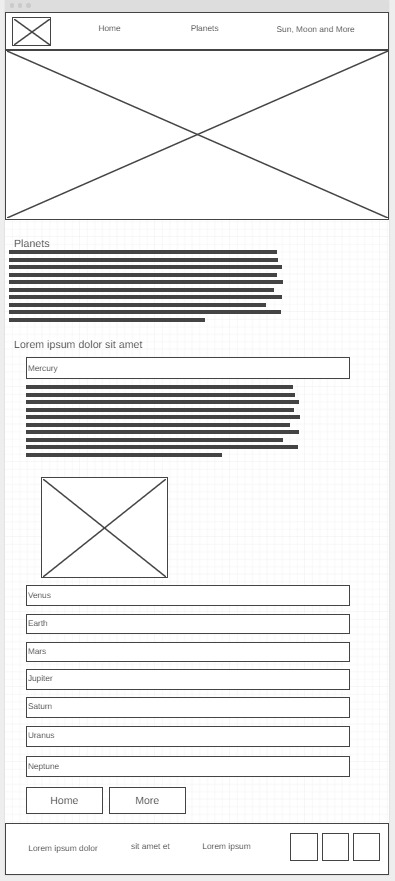 Home Planets Sun, Moon and More
Planets
Lorem ipsum dolor sit amet
Mercury
Venus
Earth
Mars
Jupiter
Saturn
Uranus
Neptune
Home More
Lorem ipsum dolor sit amet et Lorem ipsum